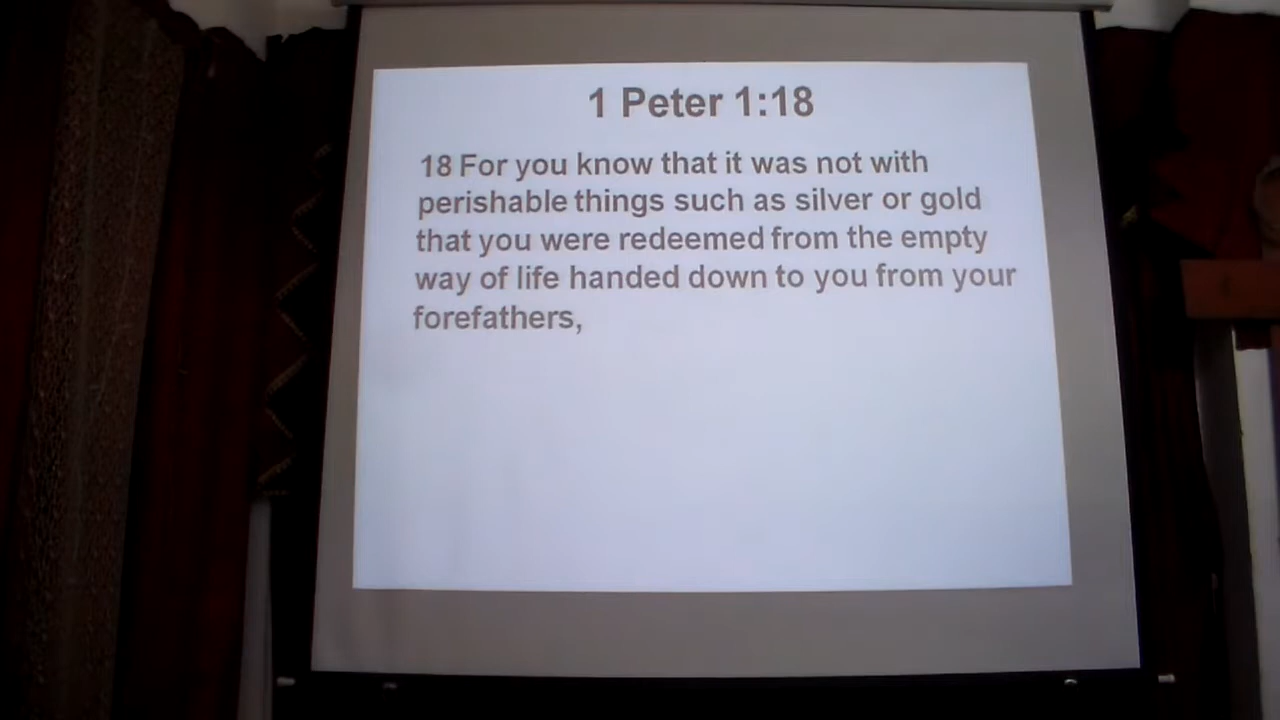 1 Peter 1:18
18 For you know that it was not with
perishable things such as silver or gold
that you were redeemed from the empty
way of life handed down to you from your
forefathers,